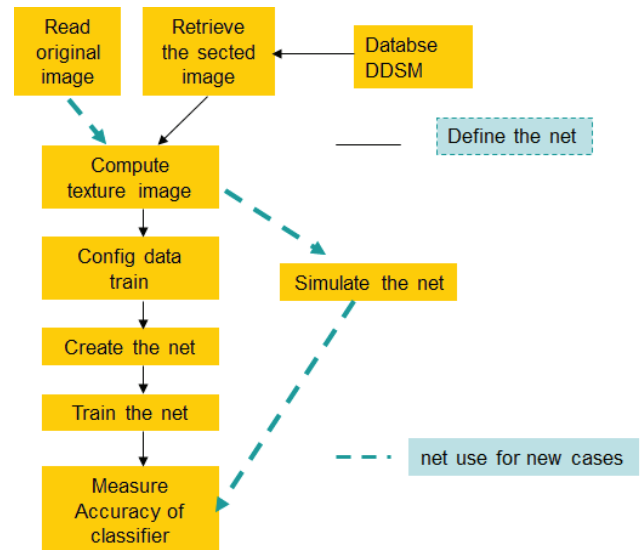 Read
original
image
Retrieve
the sected
image
Databse
DDSM
Define the net
Compute
texture image
Config data
train
Simulate the net
Create the net
Train the net
net use for new cases
Measure
Accuracy of
classifier